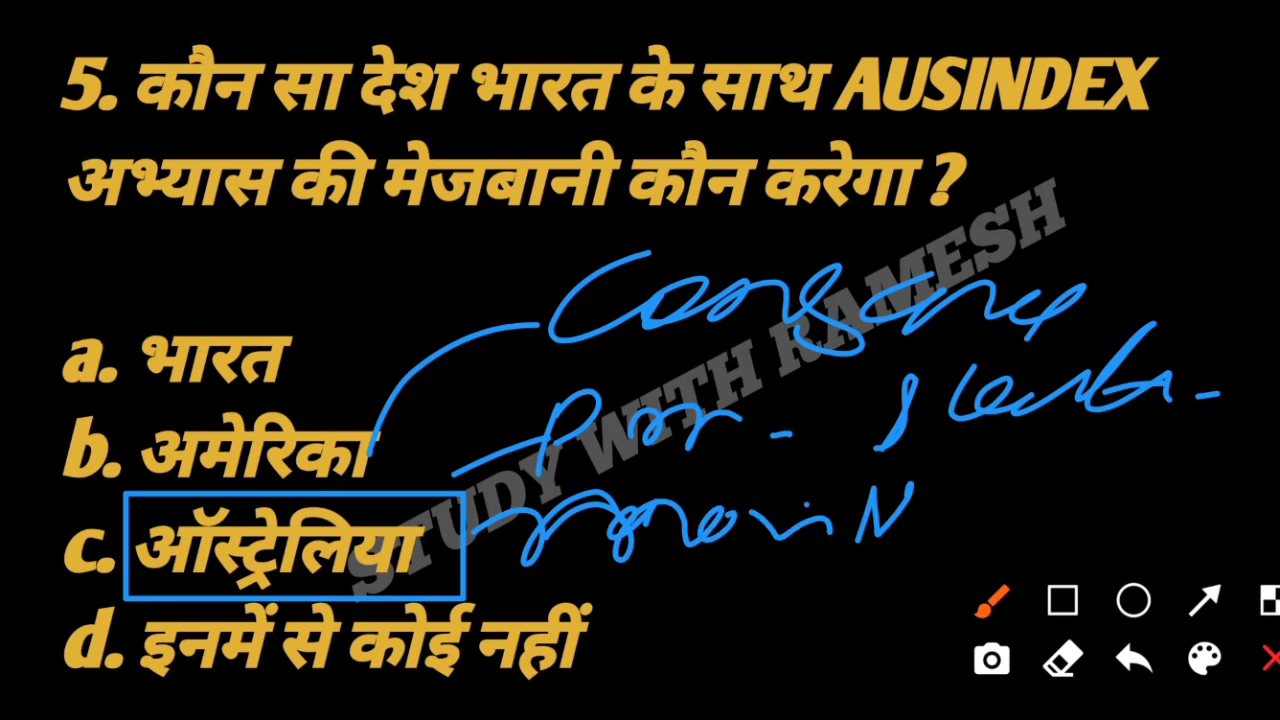 5. कौन सा देश भारत के साथ AUSINDEX
अभ्यास की मेजबानी कौन करेगा ?
STUDY WITH RAMESH
a. भारत
b. अमेरिका
c. ऑस्ट्रेलिया
d. इनमें से कोई नहीं